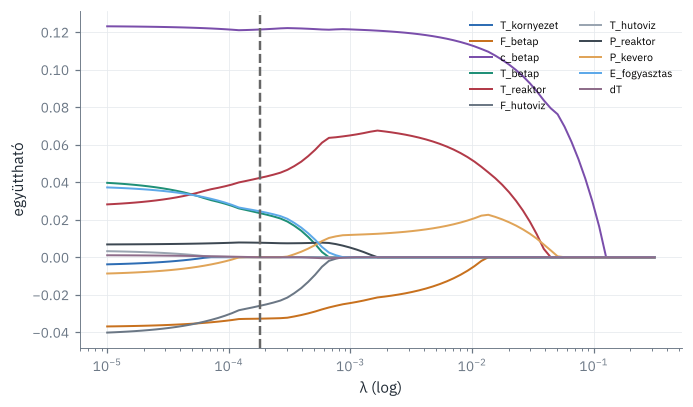 együttható
0.12
0.10
0.08
0.06
0.04
0.02
0.00
−0.02
−0.04
10⁻⁵
10⁻⁴
10⁻³
10⁻²
10⁻¹
λ (log)
T_kornyezet
F_betap
c_betap
T_betap
T_reaktor
F_hutoviz
T_hutoviz
P_reaktor
P_kevero
E_fogyasztas
dT